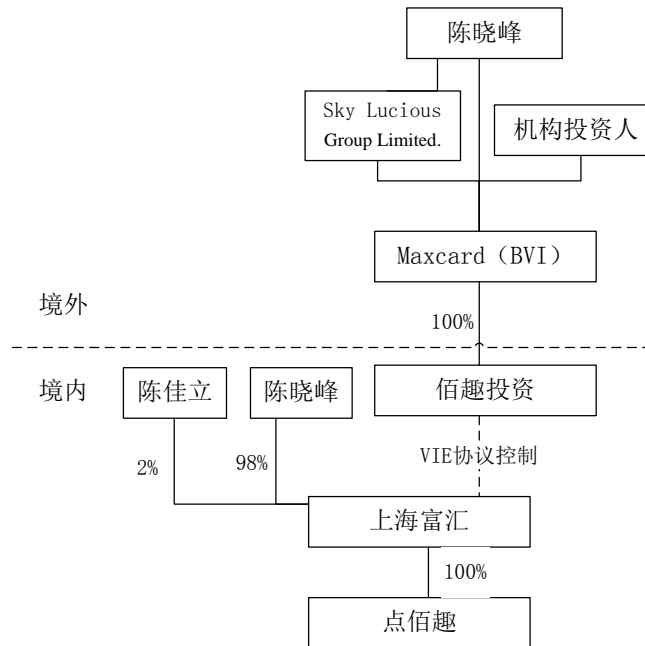 陈晓峰
Sky Lucious
Group Limited.
机构投资人
Maxcard（BVI）
境外
100%
境内
陈佳立
陈晓峰
佰趣投资
2%
98%
VIE协议控制
上海富汇
100%
点佰趣